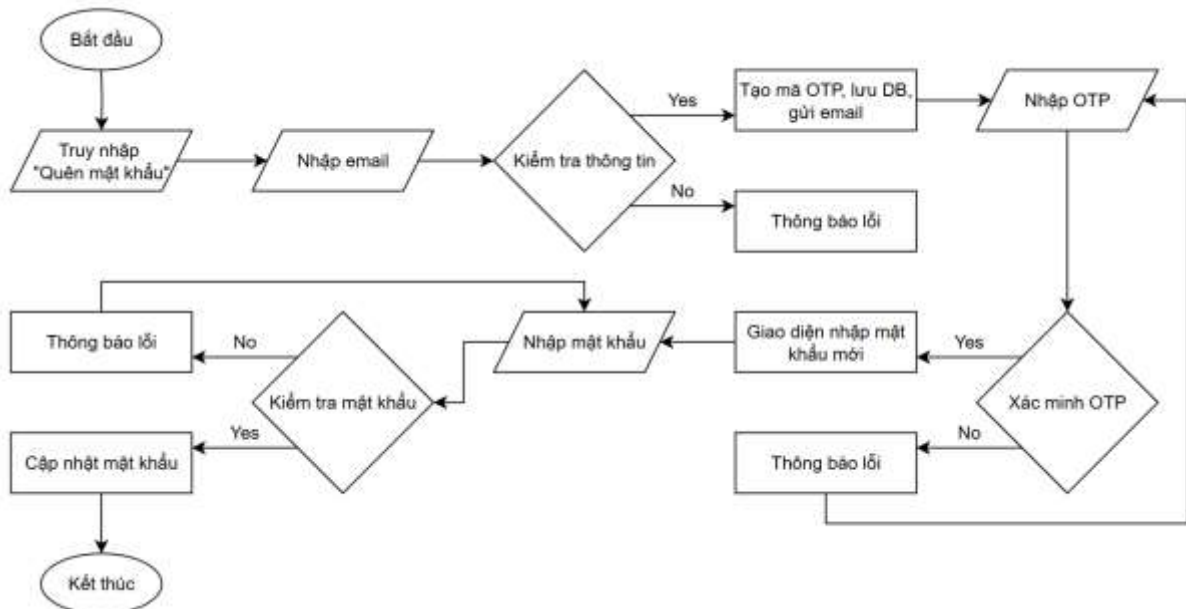 Bắt đầu
Truy nhập
"Quên mật khẩu"
Nhập email
Kiểm tra thông tin
Yes
No
Tạo mã OTP, lưu DB,
gửi email
Nhập OTP
Thông báo lỗi
Thông báo lỗi
No
Kiểm tra mật khẩu
Yes
Nhập mật khẩu
Giao diện nhập mật
khẩu mới
Yes
Xác minh OTP
No
Thông báo lỗi
Cập nhật mật khẩu
Kết thúc